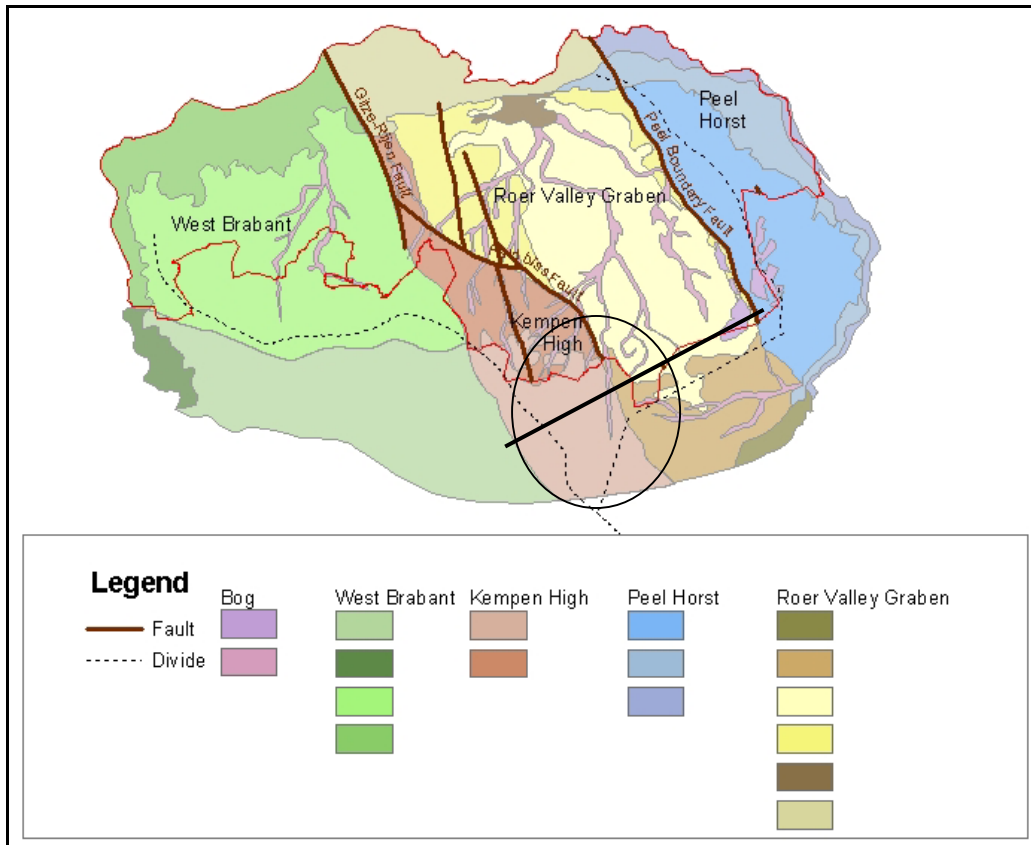 Peel
Horst
Gilze-Rijen Fault
Peel Boundary Fault
Roer Valley Graben
West Brabant
Fault
Kempen
High
Legend
Fault
Divide
Bog
West Brabant
Kempen High
Peel Horst
Roer Valley Graben